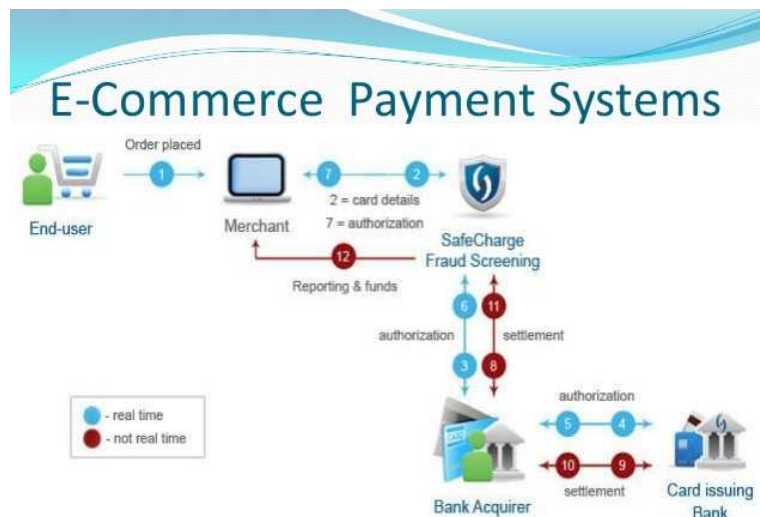 E-Commerce Payment Systems
Order placed
1
7
2
2 = card details
7 = authorization
End-user
Merchant
SafeCharge
Fraud Screening
12
Reporting & funds
6
11
authorization
settlement
3
8
- real time
- not real time
authorization
5
4
10
9
settlement
Bank Acquirer
Card issuing
Bank